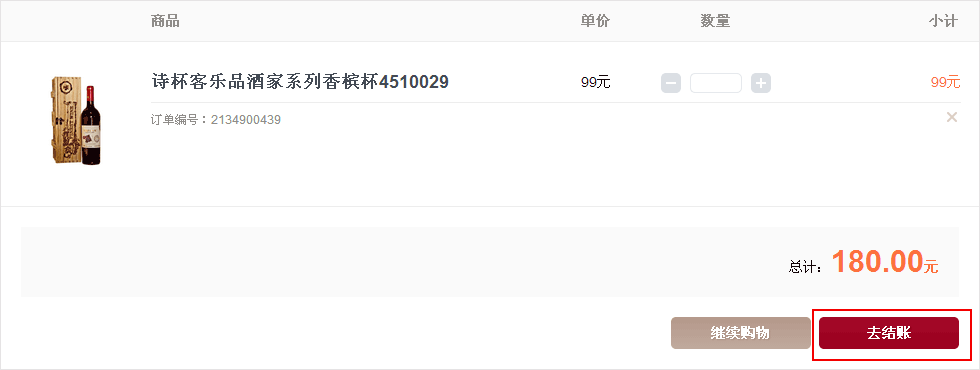 商品 单价 数量 小计
诗杯客乐品酒家系列香槟杯4510029 99元 99元
订单编号：2134900439
总计：180.00元
继续购物 去结账